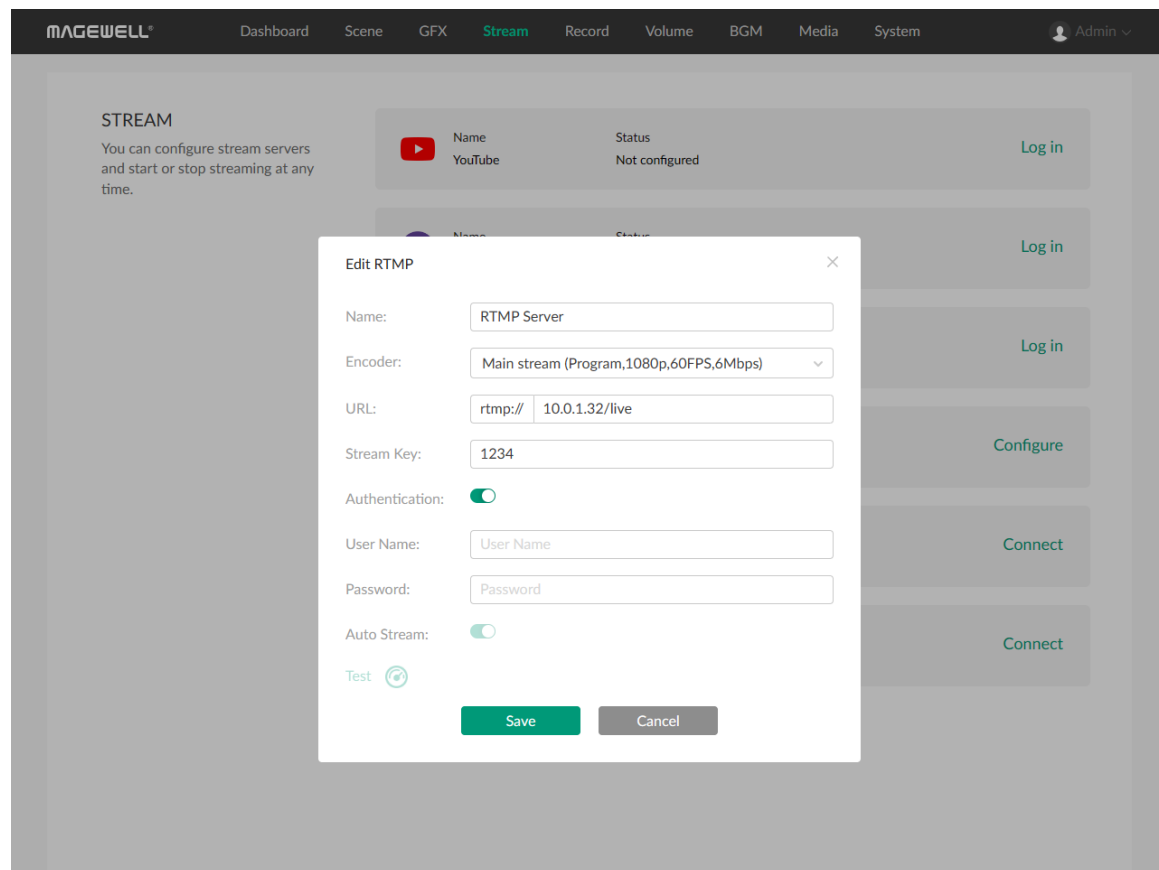 MAGEWELL® Dashboard Scene GFX Stream Record Volume BGM Media System Admin
STREAM
You can configure stream servers
and start or stop streaming at any
time.
Name Status
YouTube Not configured Log in
Name Status
Log in
Log in
Configure
Connect
Connect
Edit RTMP
Name: RTMP Server
Encoder: Main stream (Program,1080p,60FPS,6Mbps)
URL: rtmp:// 10.0.1.32/live
Stream Key: 1234
Authentication:
User Name: User Name
Password: Password
Auto Stream:
Test
Save Cancel